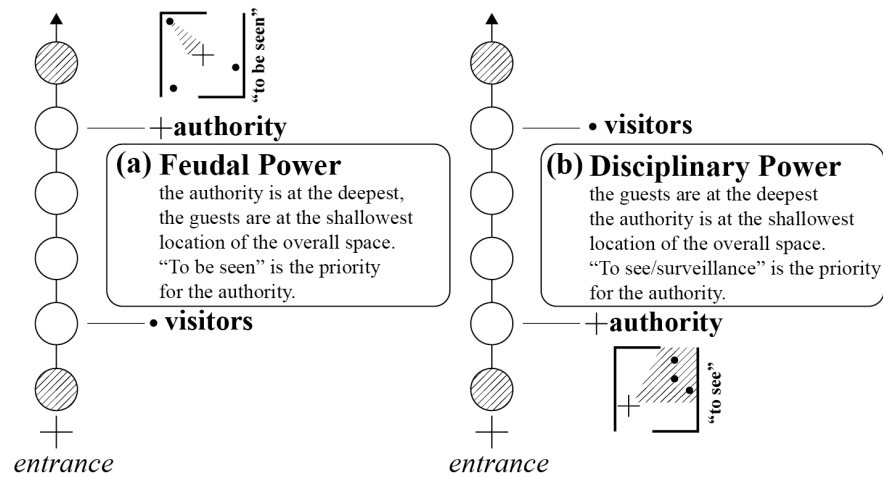 “to be seen”
authority
(a) Feudal Power
the authority is at the deepest,
the guests are at the shallowest
location of the overall space.
“To be seen” is the priority
for the authority.
visitors
entrance
visitors
(b) Disciplinary Power
the guests are at the deepest
the authority is at the shallowest
location of the overall space.
“To see/surveillance” is the priority
for the authority.
authority
“to see”
entrance